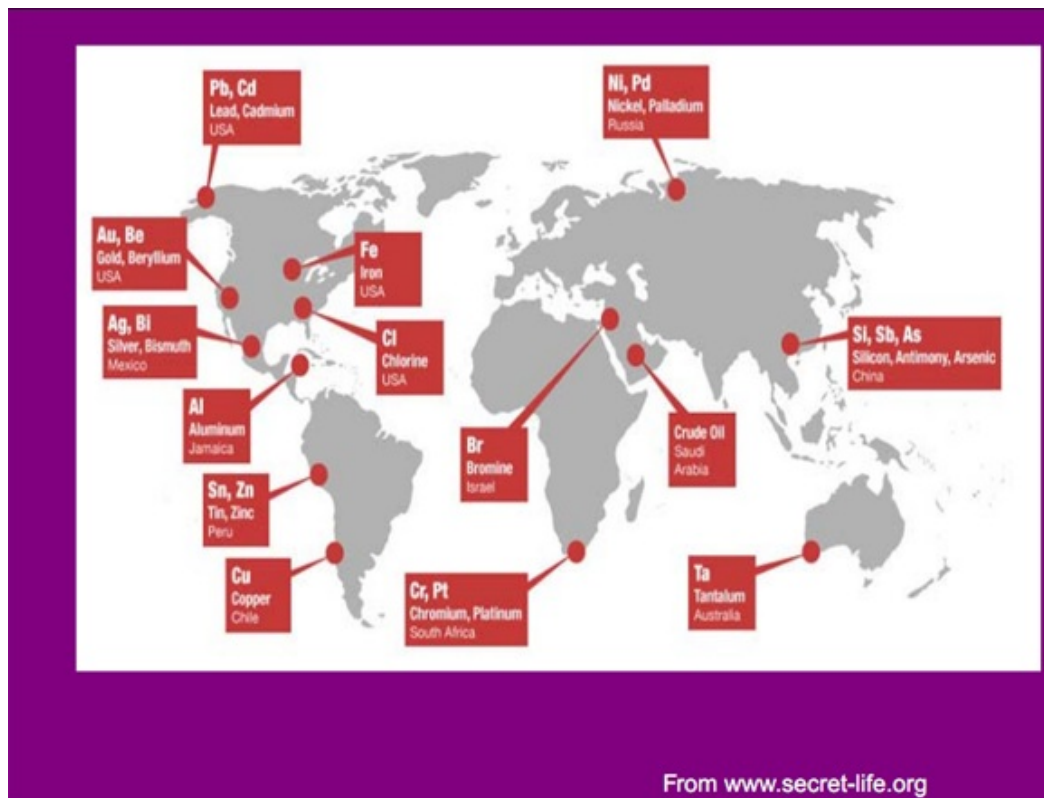 Pb, Cd
Lead, Cadmium
USA
Ni, Pd
Nickel, Palladium
Russia
Au, Be
Gold, Beryllium
USA
Fe
Iron
USA
Ag, Bi
Silver, Bismuth
Mexico
Cl
Chlorine
USA
Si, Sb, As
Silicon, Antimony, Arsenic
China
Al
Aluminum
Jamaica
Br
Bromine
Israel
Crude Oil
Saudi
Arabia
Sn, Zn
Tin, Zinc
Peru
Cu
Copper
Chile
Cr, Pt
Chromium, Platinum
South Africa
Ta
Tantalum
Australia
From www.secret-life.org